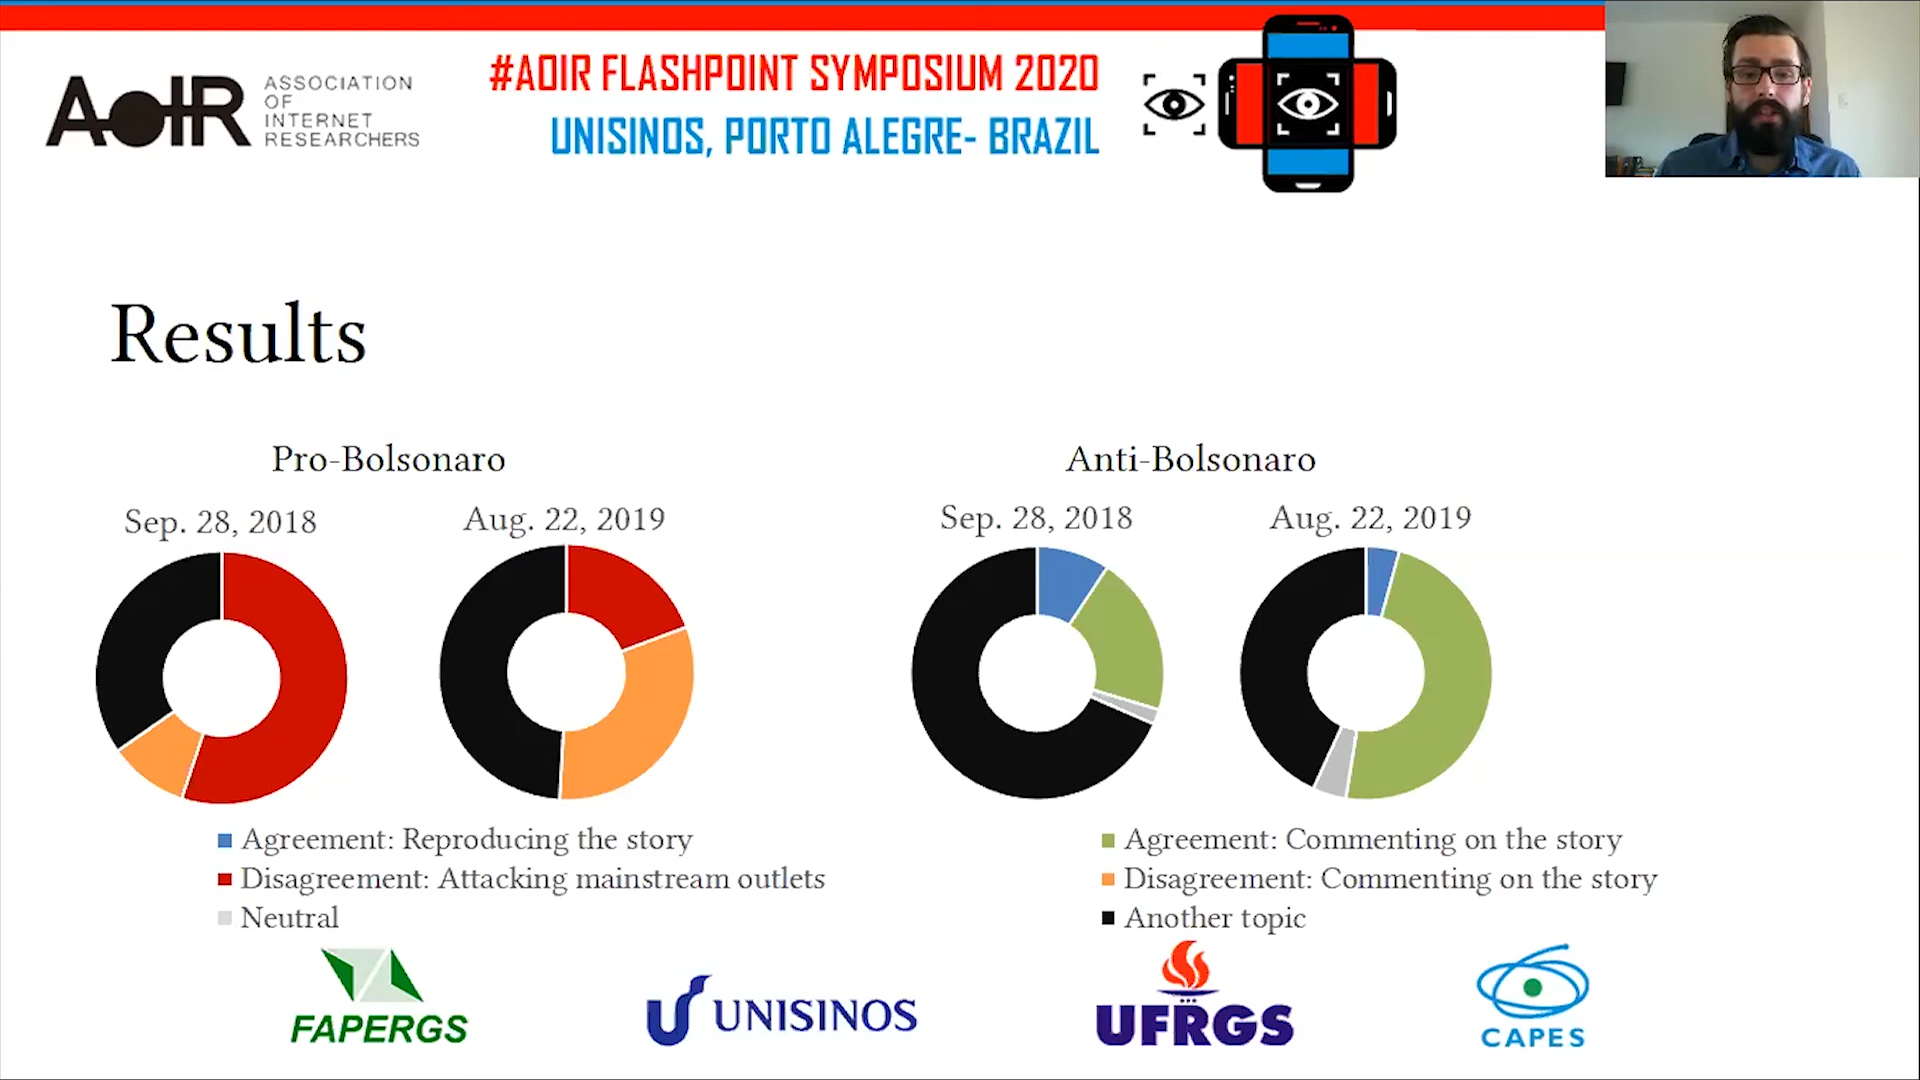 AoIR
ASSOCIATION
OF
INTERNET
RESEARCHERS
#AOIR FLASHPOINT SYMPOSIUM 2020
UNISINOS, PORTO ALEGRE- BRAZIL
Results
Pro-Bolsonaro
Anti-Bolsonaro
Sep. 28, 2018
Aug. 22, 2019
Sep. 28, 2018
Aug. 22, 2019
Agreement: Reproducing the story
Disagreement: Attacking mainstream outlets
Neutral
Agreement: Commenting on the story
Disagreement: Commenting on the story
Another topic
FAPERGS
UNISINOS
UFRGS
CAPES